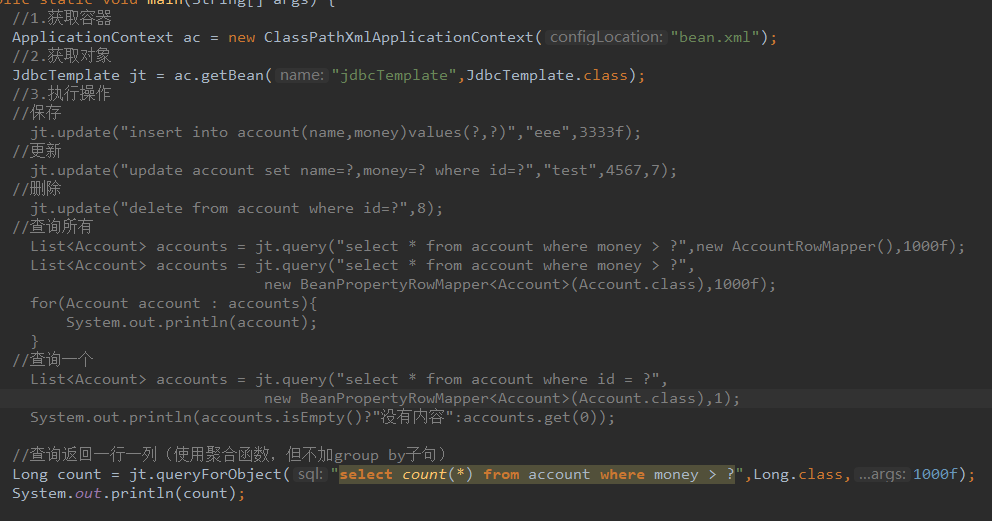 public static void main(String[] args) {
//1.获取容器
ApplicationContext ac = new ClassPathXmlApplicationContext( configLocation: "bean.xml");
//2.获取对象
JdbcTemplate jt = ac.getBean( name: "jdbcTemplate",JdbcTemplate.class);
//3.执行操作
//保存
jt.update("insert into account(name,money)values(?,?)","eee",3333f);
//更新
jt.update("update account set name=?,money=? where id=?","test",4567,7);
//删除
jt.update("delete from account where id=?",8);
//查询所有
List<Account> accounts = jt.query("select * from account where money > ?",new AccountRowMapper(),1000f);
List<Account> accounts = jt.query("select * from account where money > ?",
new BeanPropertyRowMapper<Account>(Account.class),1000f);
for(Account account : accounts){
System.out.println(account);
}
//查询一个
List<Account> accounts = jt.query("select * from account where id = ?",
new BeanPropertyRowMapper<Account>(Account.class),1);
System.out.println(accounts.isEmpty()?"没有内容":accounts.get(0));
//查询返回一行一列（使用聚合函数，但不加group by子句）
Long count = jt.queryForObject( sql: "select count(*) from account where money > ?",Long.class, ...args: 1000f);
System.out.println(count);